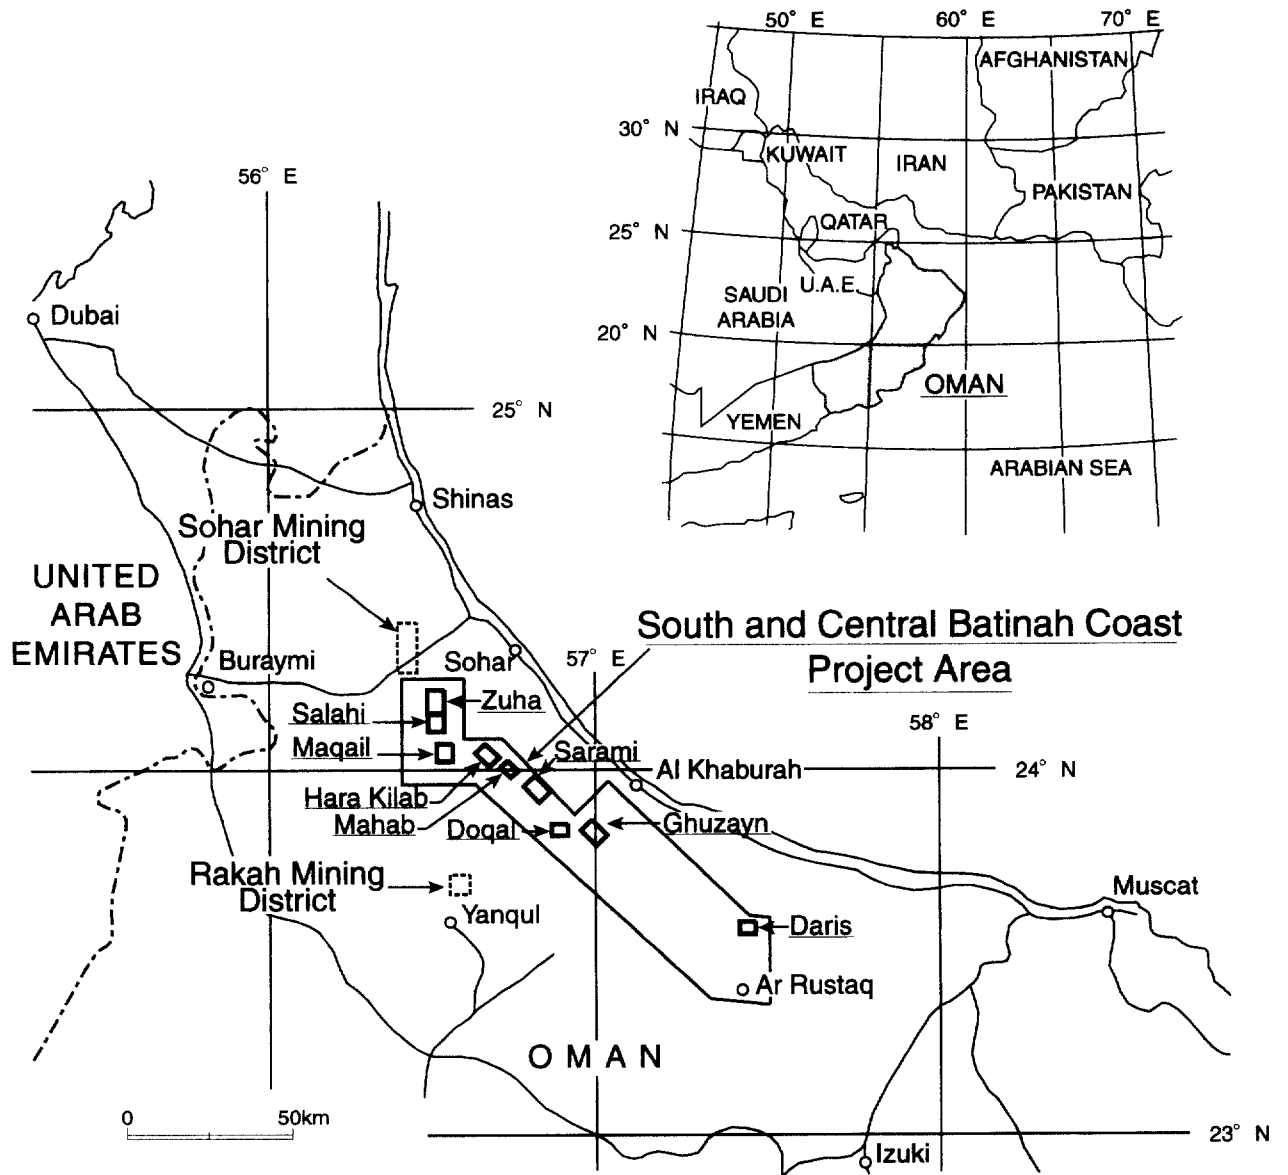 50° E
60° E
70° E
AFGHANISTAN
IRAQ
30° N
KUWAIT
IRAN
PAKISTAN
QATAR
25° N
U.A.E.
SAUDI
ARABIA
20° N
OMAN
YEMEN
ARABIAN SEA
56° E
Dubai
25° N
Shinas
Sohar Mining
District
UNITED
ARAB
EMIRATES
South and Central Batinah Coast
Project Area
Buraymi
Sohar
57° E
58° E
Zuha
Salahi
Maqail
Sarami
Al Khaburah
24° N
Hara Kilab
Mahab
Doqal
Ghuzayn
Rakah Mining
District
Yanqul
Muscat
Daris
Ar Rustaq
OMAN
0
50km
23° N
Izuki